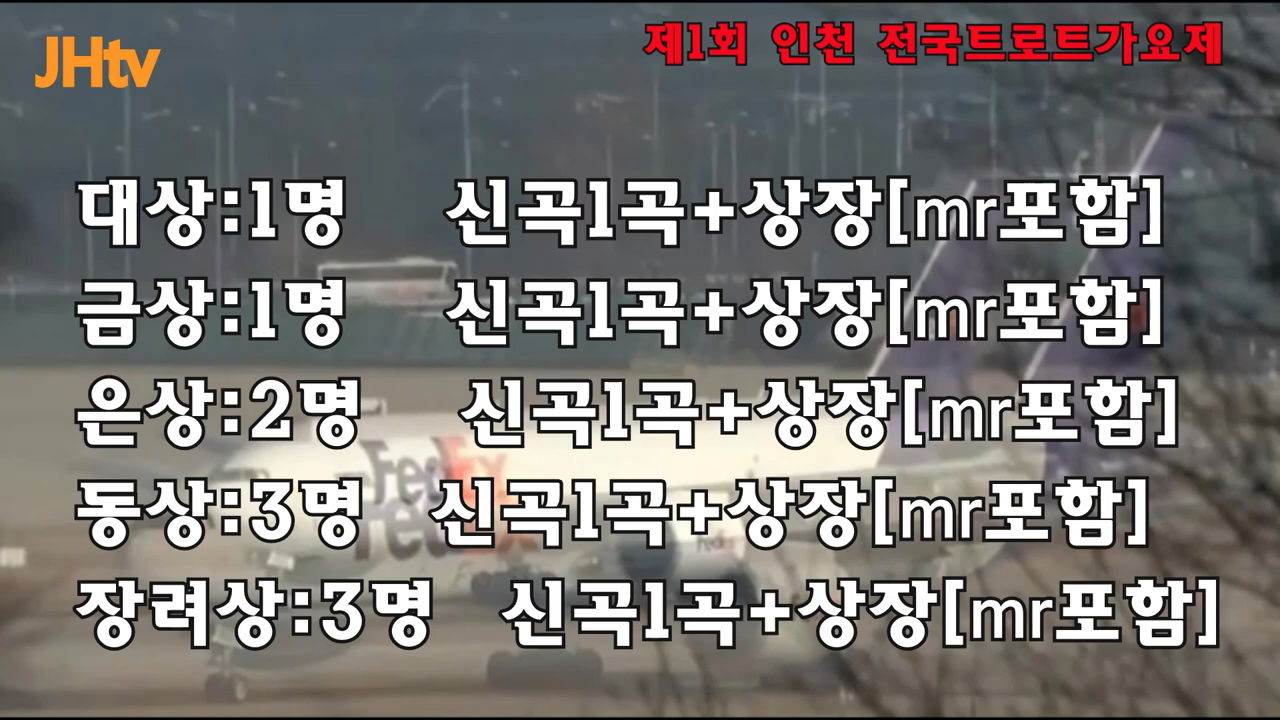 JHtv
제1회 인천 전국트로트가요제
대상:1명 신곡1곡+상장[mr포함]
금상:1명 신곡1곡+상장[mr포함]
은상:2명 신곡1곡+상장[mr포함]
동상:3명 신곡1곡+상장[mr포함]
장려상:3명 신곡1곡+상장[mr포함]
FedEx
FedEx
FedEx